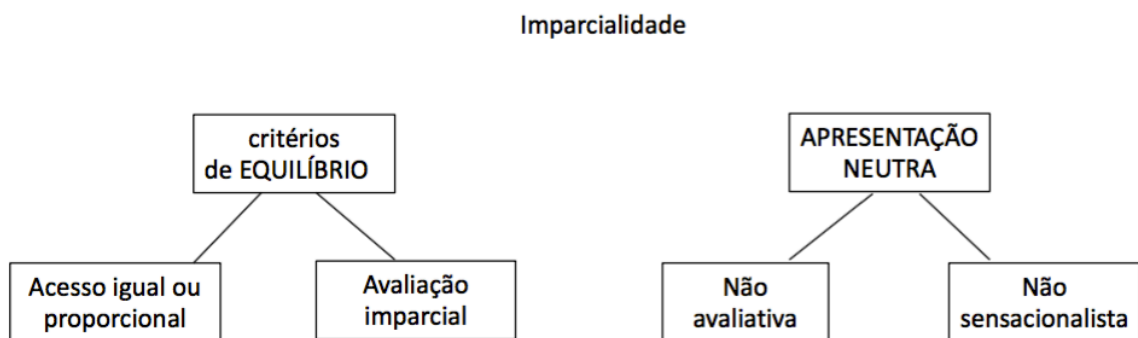 Imparcialidade
critérios
de EQUILÍBRIO
APRESENTAÇÃO
NEUTRA
Acesso igual ou
proporcional
Avaliação
imparcial
Não
avaliativa
Não
sensacionalista